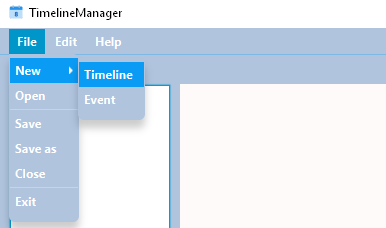 TimelineManager
File Edit Help
New
Timeline
Open
Event
Save
Save as
Close
Exit